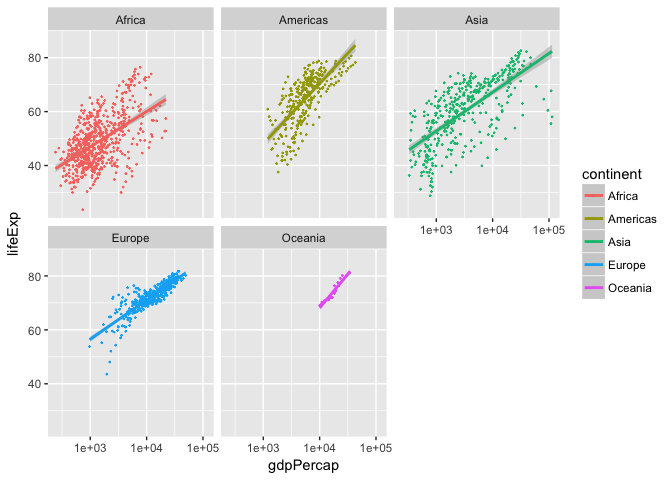 Africa
Americas
Asia
80
60
40
1e+03
1e+04
1e+05
Europe
Oceania
80
60
40
1e+03
1e+04
1e+05
1e+03
1e+04
1e+05
gdpPercap
lifeExp
continent
Africa
Americas
Asia
Europe
Oceania